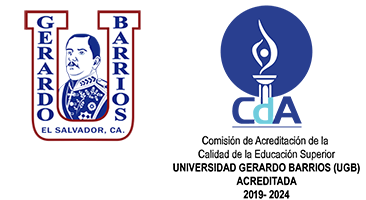 GERARDO
BARRIOS
EL SALVADOR, CA.
CdA
Comisión de Acreditación de la
Calidad de la Educación Superior
UNIVERSIDAD GERARDO BARRIOS (UGB)
ACREDITADA
2019- 2024